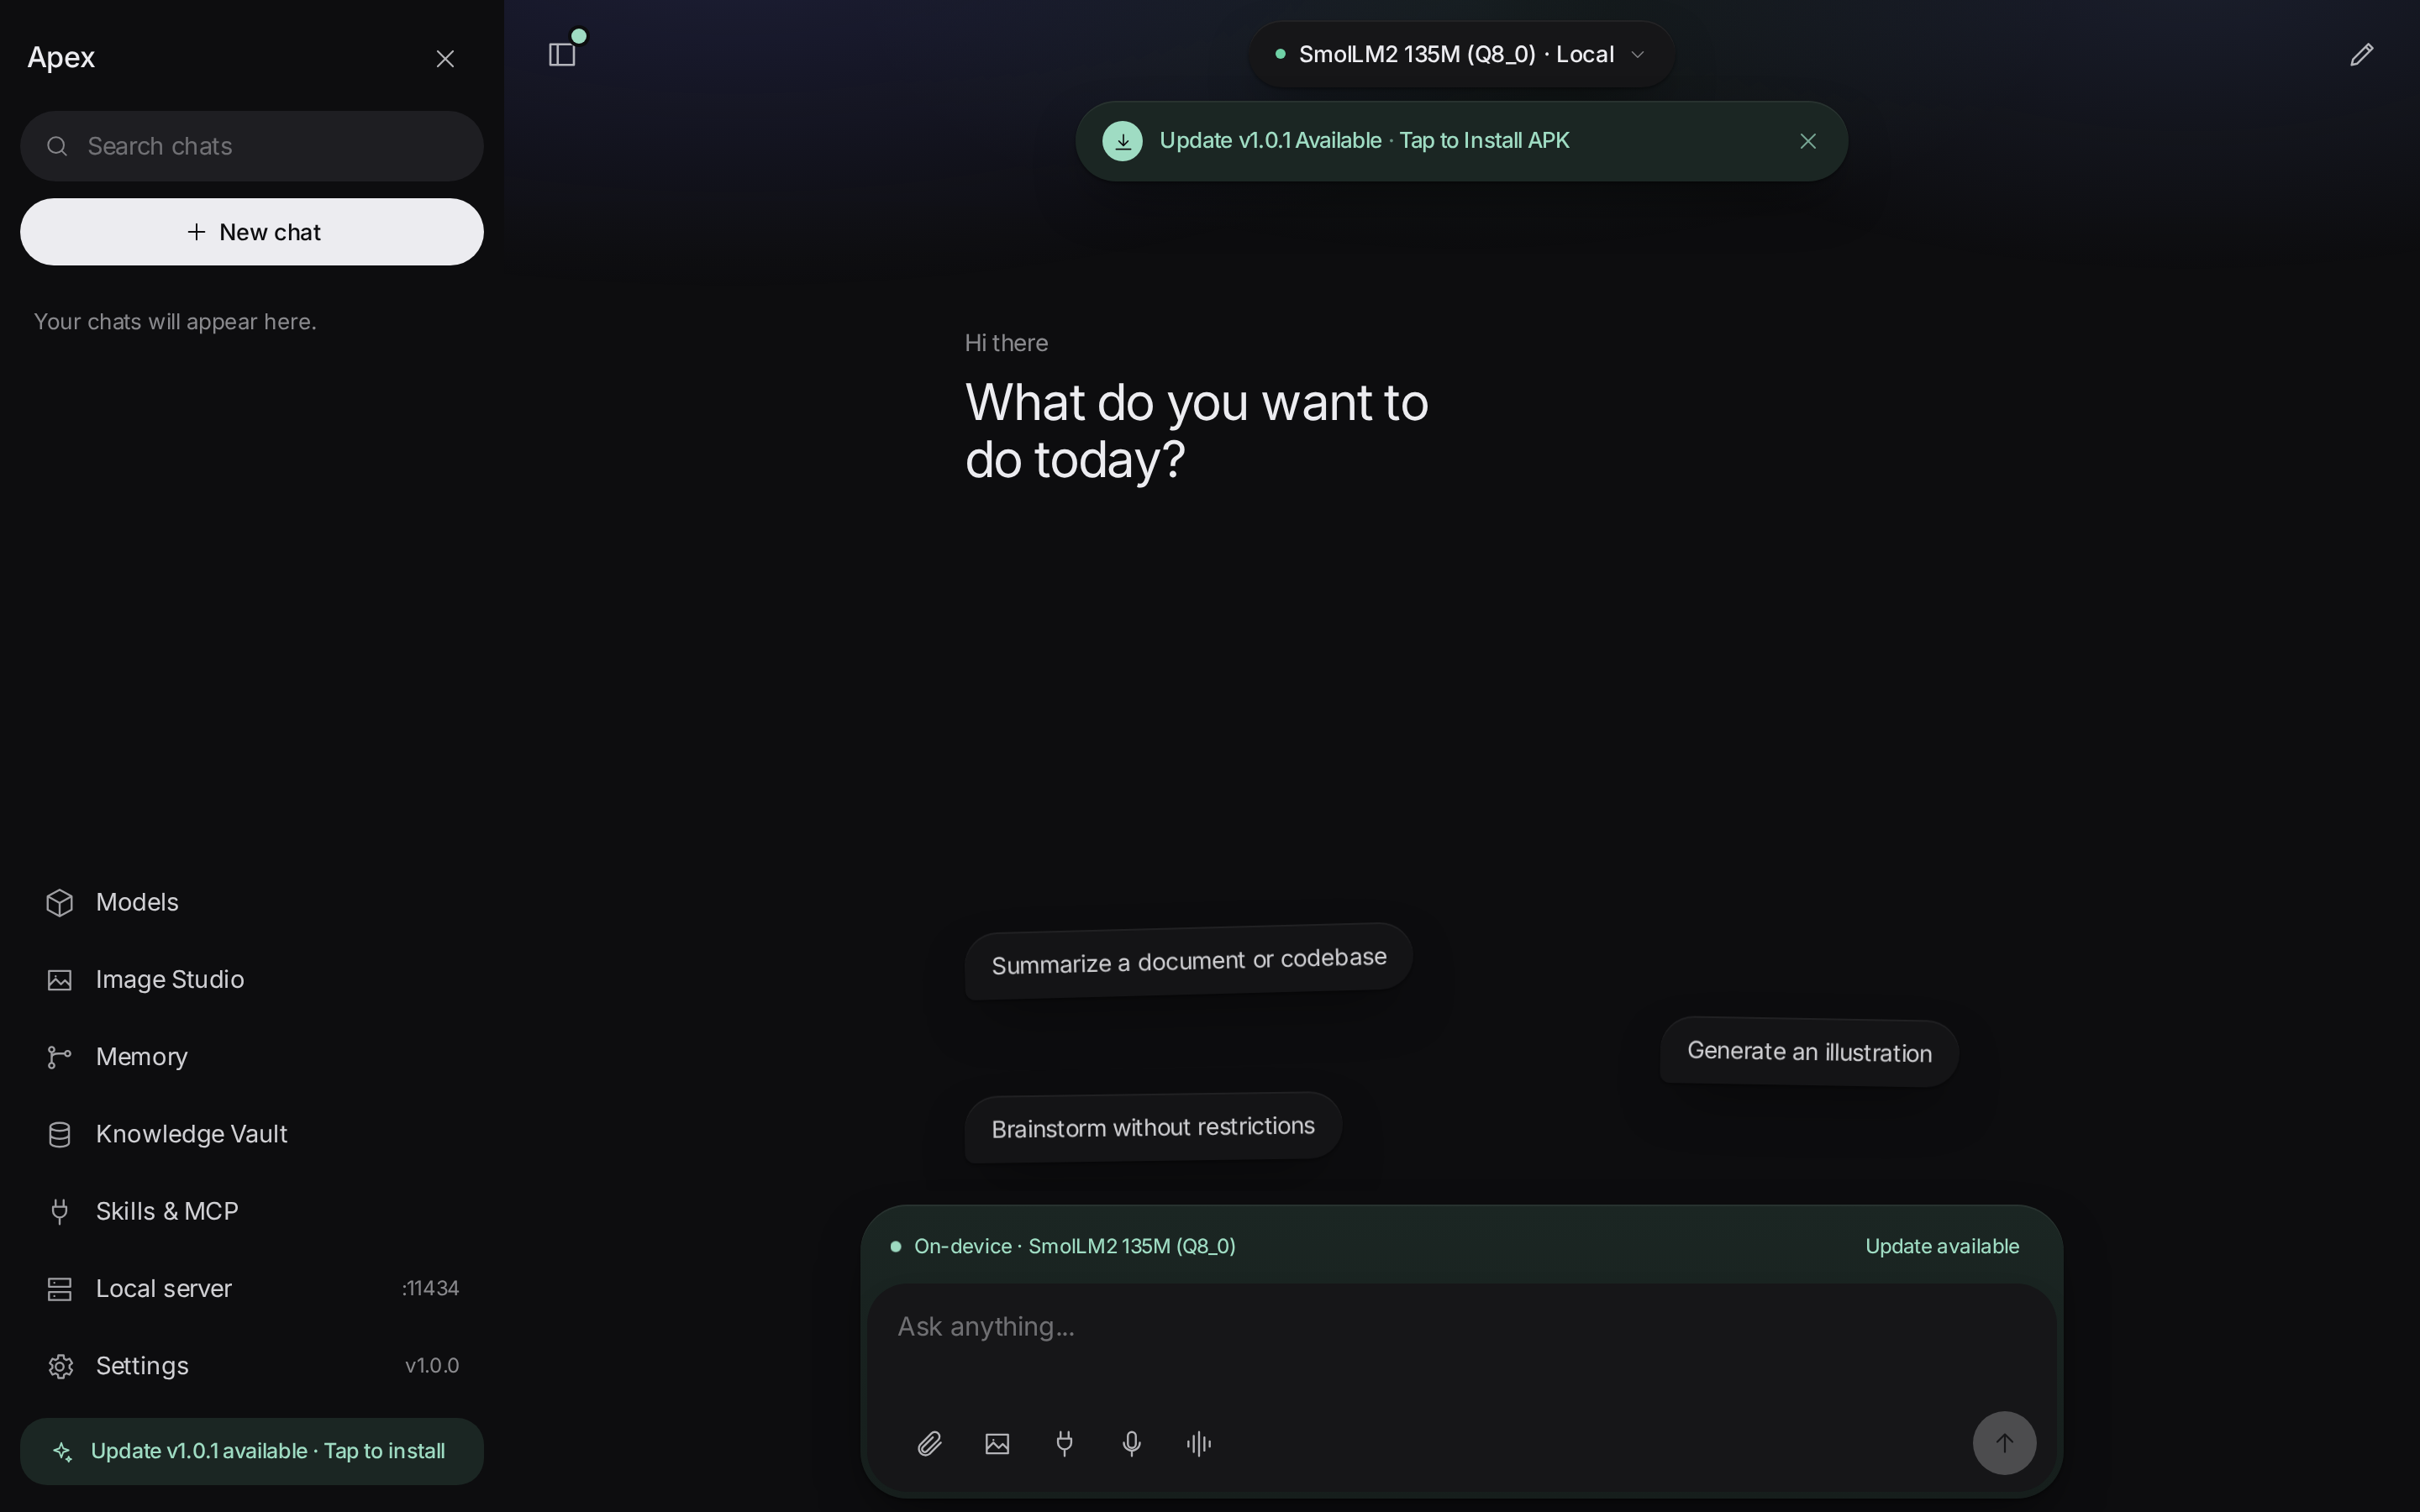 Apex
Search chats
New chat
Your chats will appear here.
Models
Image Studio
Memory
Knowledge Vault
Skills & MCP
Local server :11434
Settings v1.0.0
Update v1.0.1 available · Tap to install
SmolLM2 135M (Q8_0) · Local
Update v1.0.1 Available · Tap to Install APK
Hi there
What do you want to
do today?
Summarize a document or codebase
Generate an illustration
Brainstorm without restrictions
On-device · SmolLM2 135M (Q8_0) Update available
Ask anything...